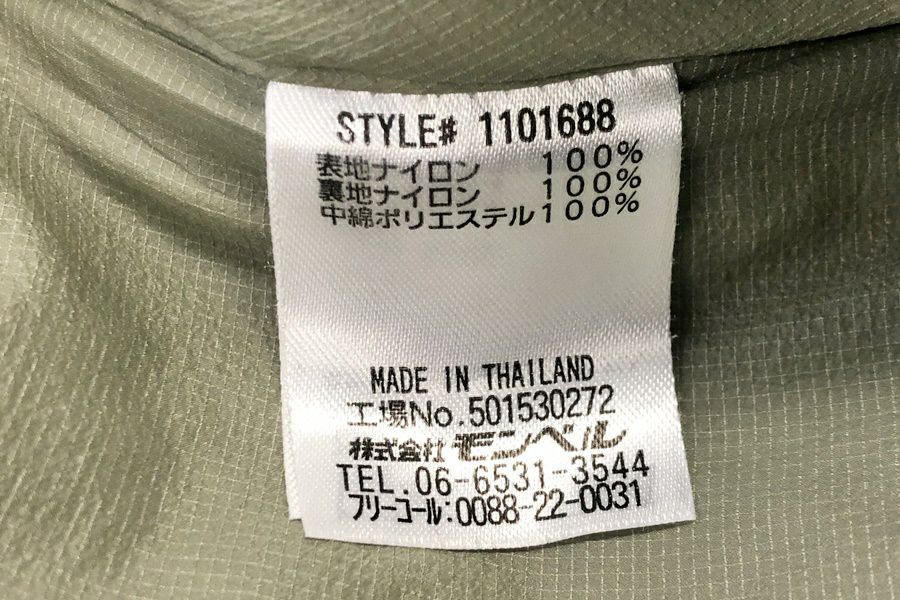 STYLE# 1101688
表地ナイロン 100%
裏地ナイロン 100%
中綿ポリエステル100%
MADE IN THAILAND
工場No.501530272
株式会社 モンベル
TEL.06-6531-3544
フリーコール:0088-22-0031